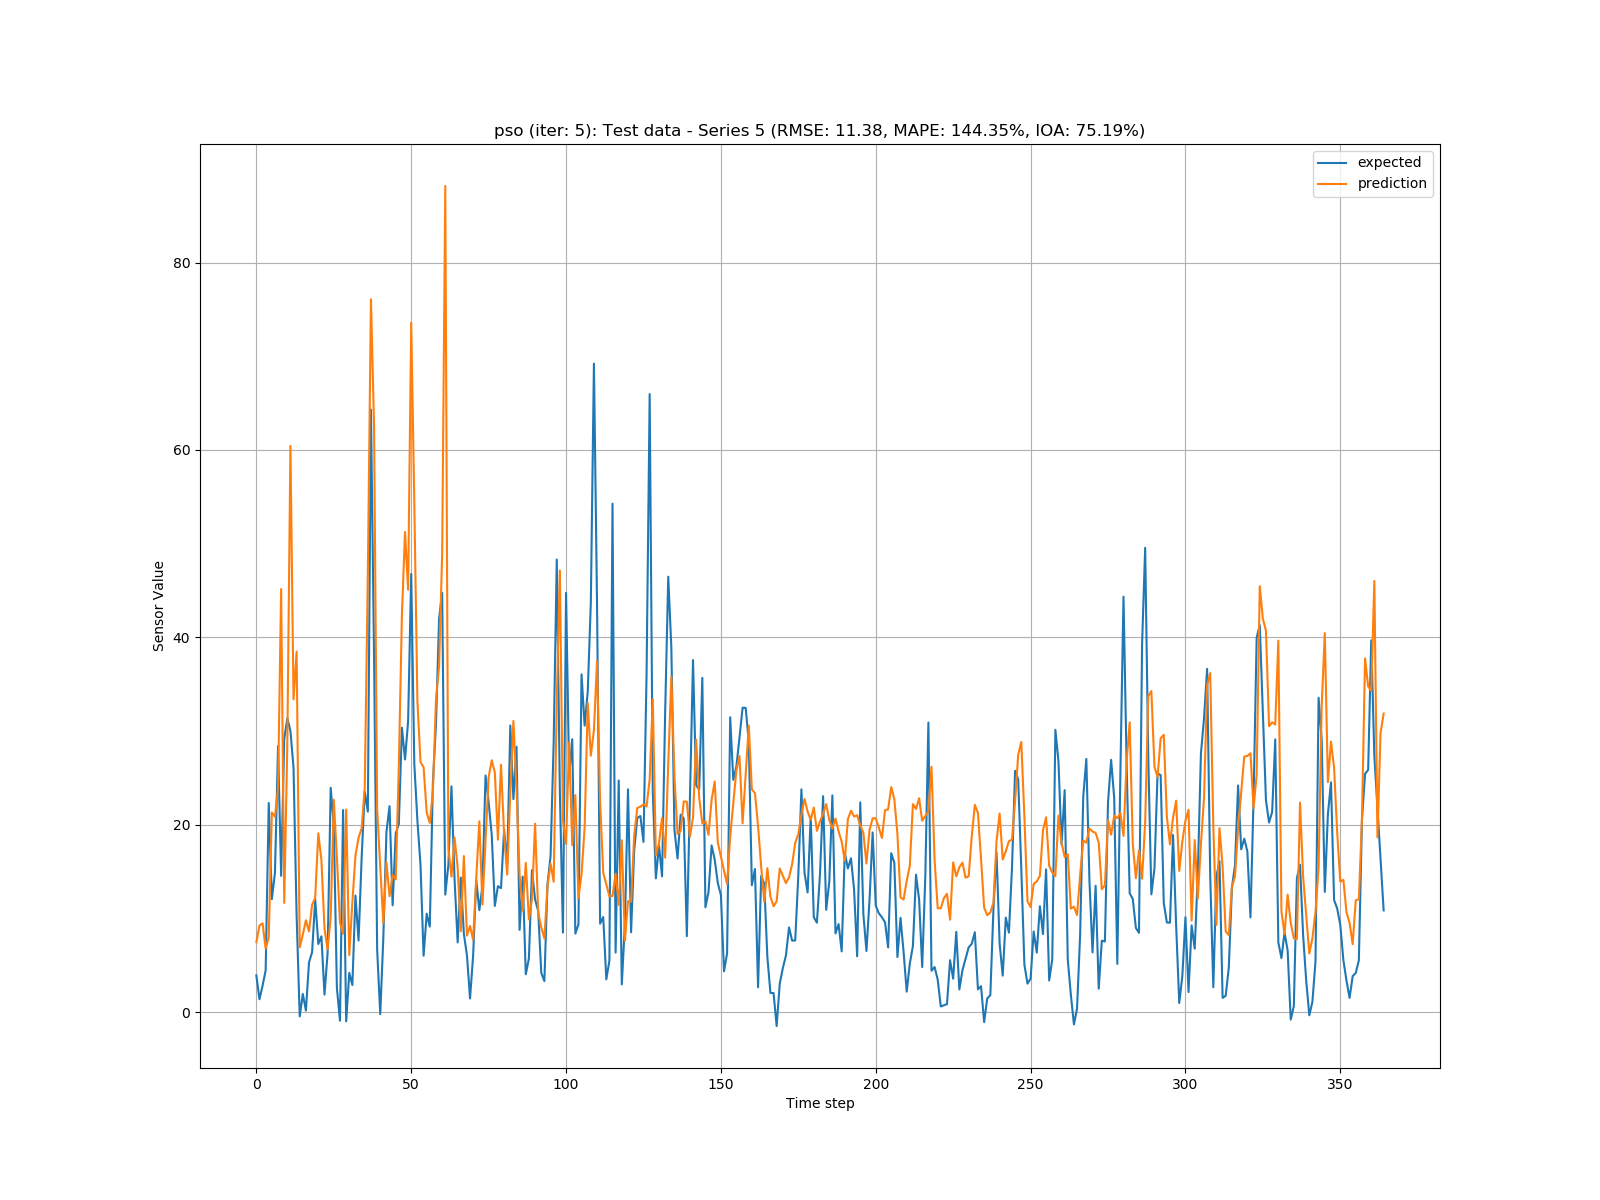 pso (iter: 5): Test data - Series 5 (RMSE: 11.38, MAPE: 144.35%, IOA: 75.19%)
expected
prediction
Sensor Value
80
60
40
20
0
0 50 100 150 200 250 300 350
Time step